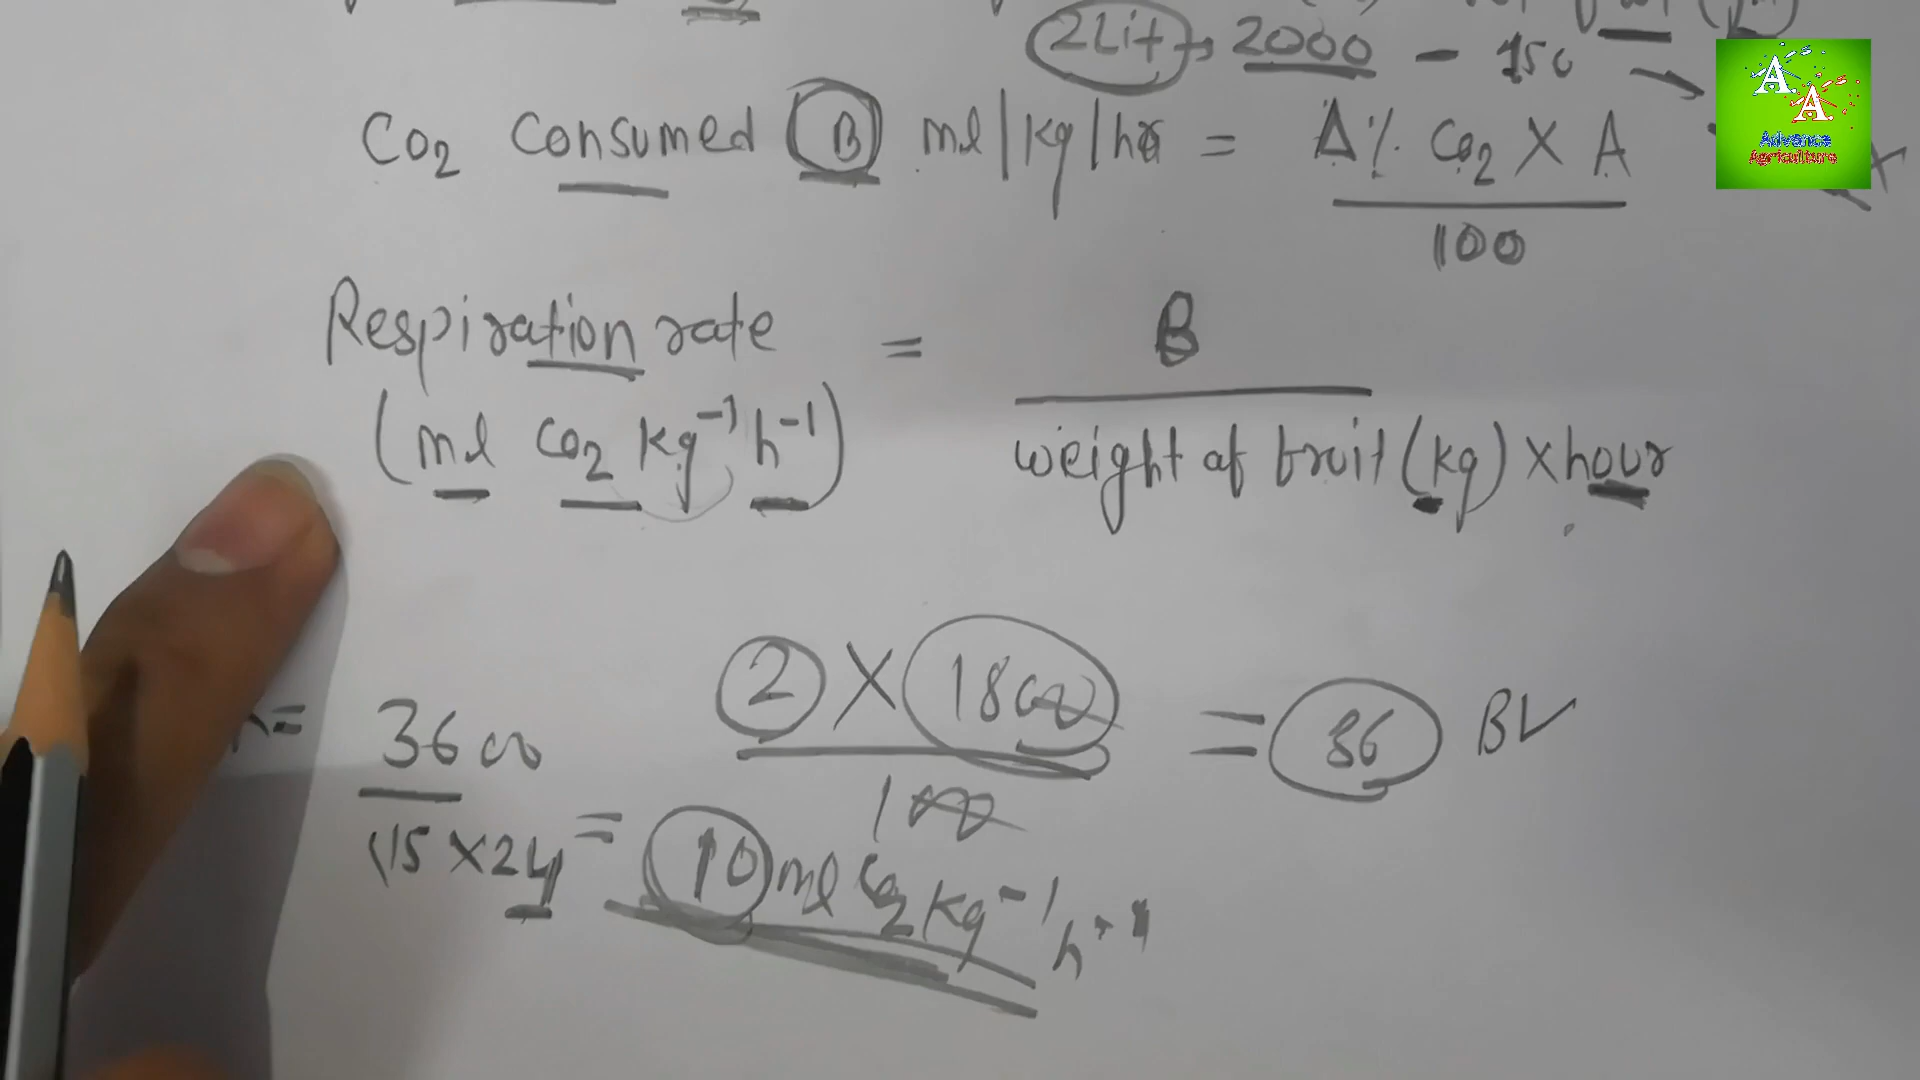 2Lit → 2000 - 150 →
CO2 Consumed B ml/kg/hr = Δ% CO2 X A
100
Respiration rate = B
(ml CO2 kg-1 h-1) weight of fruit (kg) X hour
2 X 1800 = 36 B
100
= 3600
(15 X 24) = 10 ml CO2 kg-1 h-1
A A
Advance
Agriculture